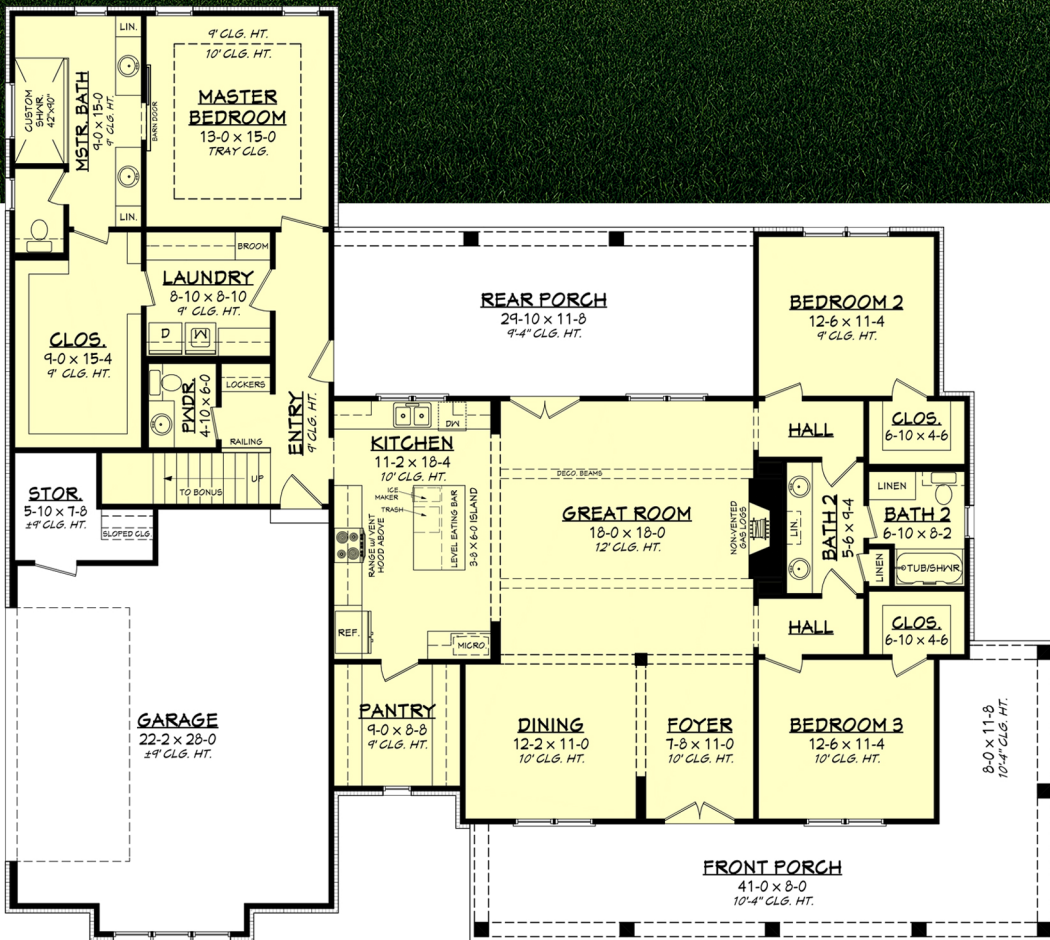 LIN.
CUSTOM
SHWR.
42"x90"
MSTR. BATH
9-0 x 15-0
9' CLG. HT.
LIN.
BARN DOOR
9' CLG. HT.
10' CLG. HT.
MASTER
BEDROOM
13-0 x 15-0
TRAY CLG.
BROOM
LAUNDRY
8-10 x 8-10
9' CLG. HT.
D
W
CLOS.
9-0 x 15-4
9' CLG. HT.
PWDR.
4-10 x 6-0
LOCKERS
RAILING
ENTRY
9' CLG. HT.
UP
TO BONUS
STOR.
5-10 x 7-8
±9' CLG. HT.
SLOPED CLG.
GARAGE
22-2 x 28-0
±9' CLG. HT.
REAR PORCH
29-10 x 11-8
9'-4" CLG. HT.
DW
KITCHEN
11-2 x 18-4
10' CLG. HT.
ICE
MAKER
TRASH
RANGE w/ VENT
HOOD ABOVE
LEVEL EATING BAR
3-8 x 6-0 ISLAND
REF.
MICRO.
PANTRY
9-0 x 8-8
9' CLG. HT.
DECO. BEAMS
GREAT ROOM
18-0 x 18-0
12' CLG. HT.
NON-VENTED
GAS LOGS
DINING
12-2 x 11-0
10' CLG. HT.
FOYER
7-8 x 11-0
10' CLG. HT.
BEDROOM 2
12-6 x 11-4
9' CLG. HT.
HALL
CLOS.
6-10 x 4-6
LIN.
BATH 2
5-6 x 9-4
LINEN
BATH 2
6-10 x 8-2
LINEN
TUB/SHWR
HALL
CLOS.
6-10 x 4-6
BEDROOM 3
12-6 x 11-4
10' CLG. HT.
8-0 x 11-8
10'-4" CLG. HT.
FRONT PORCH
41-0 x 8-0
10'-4" CLG. HT.